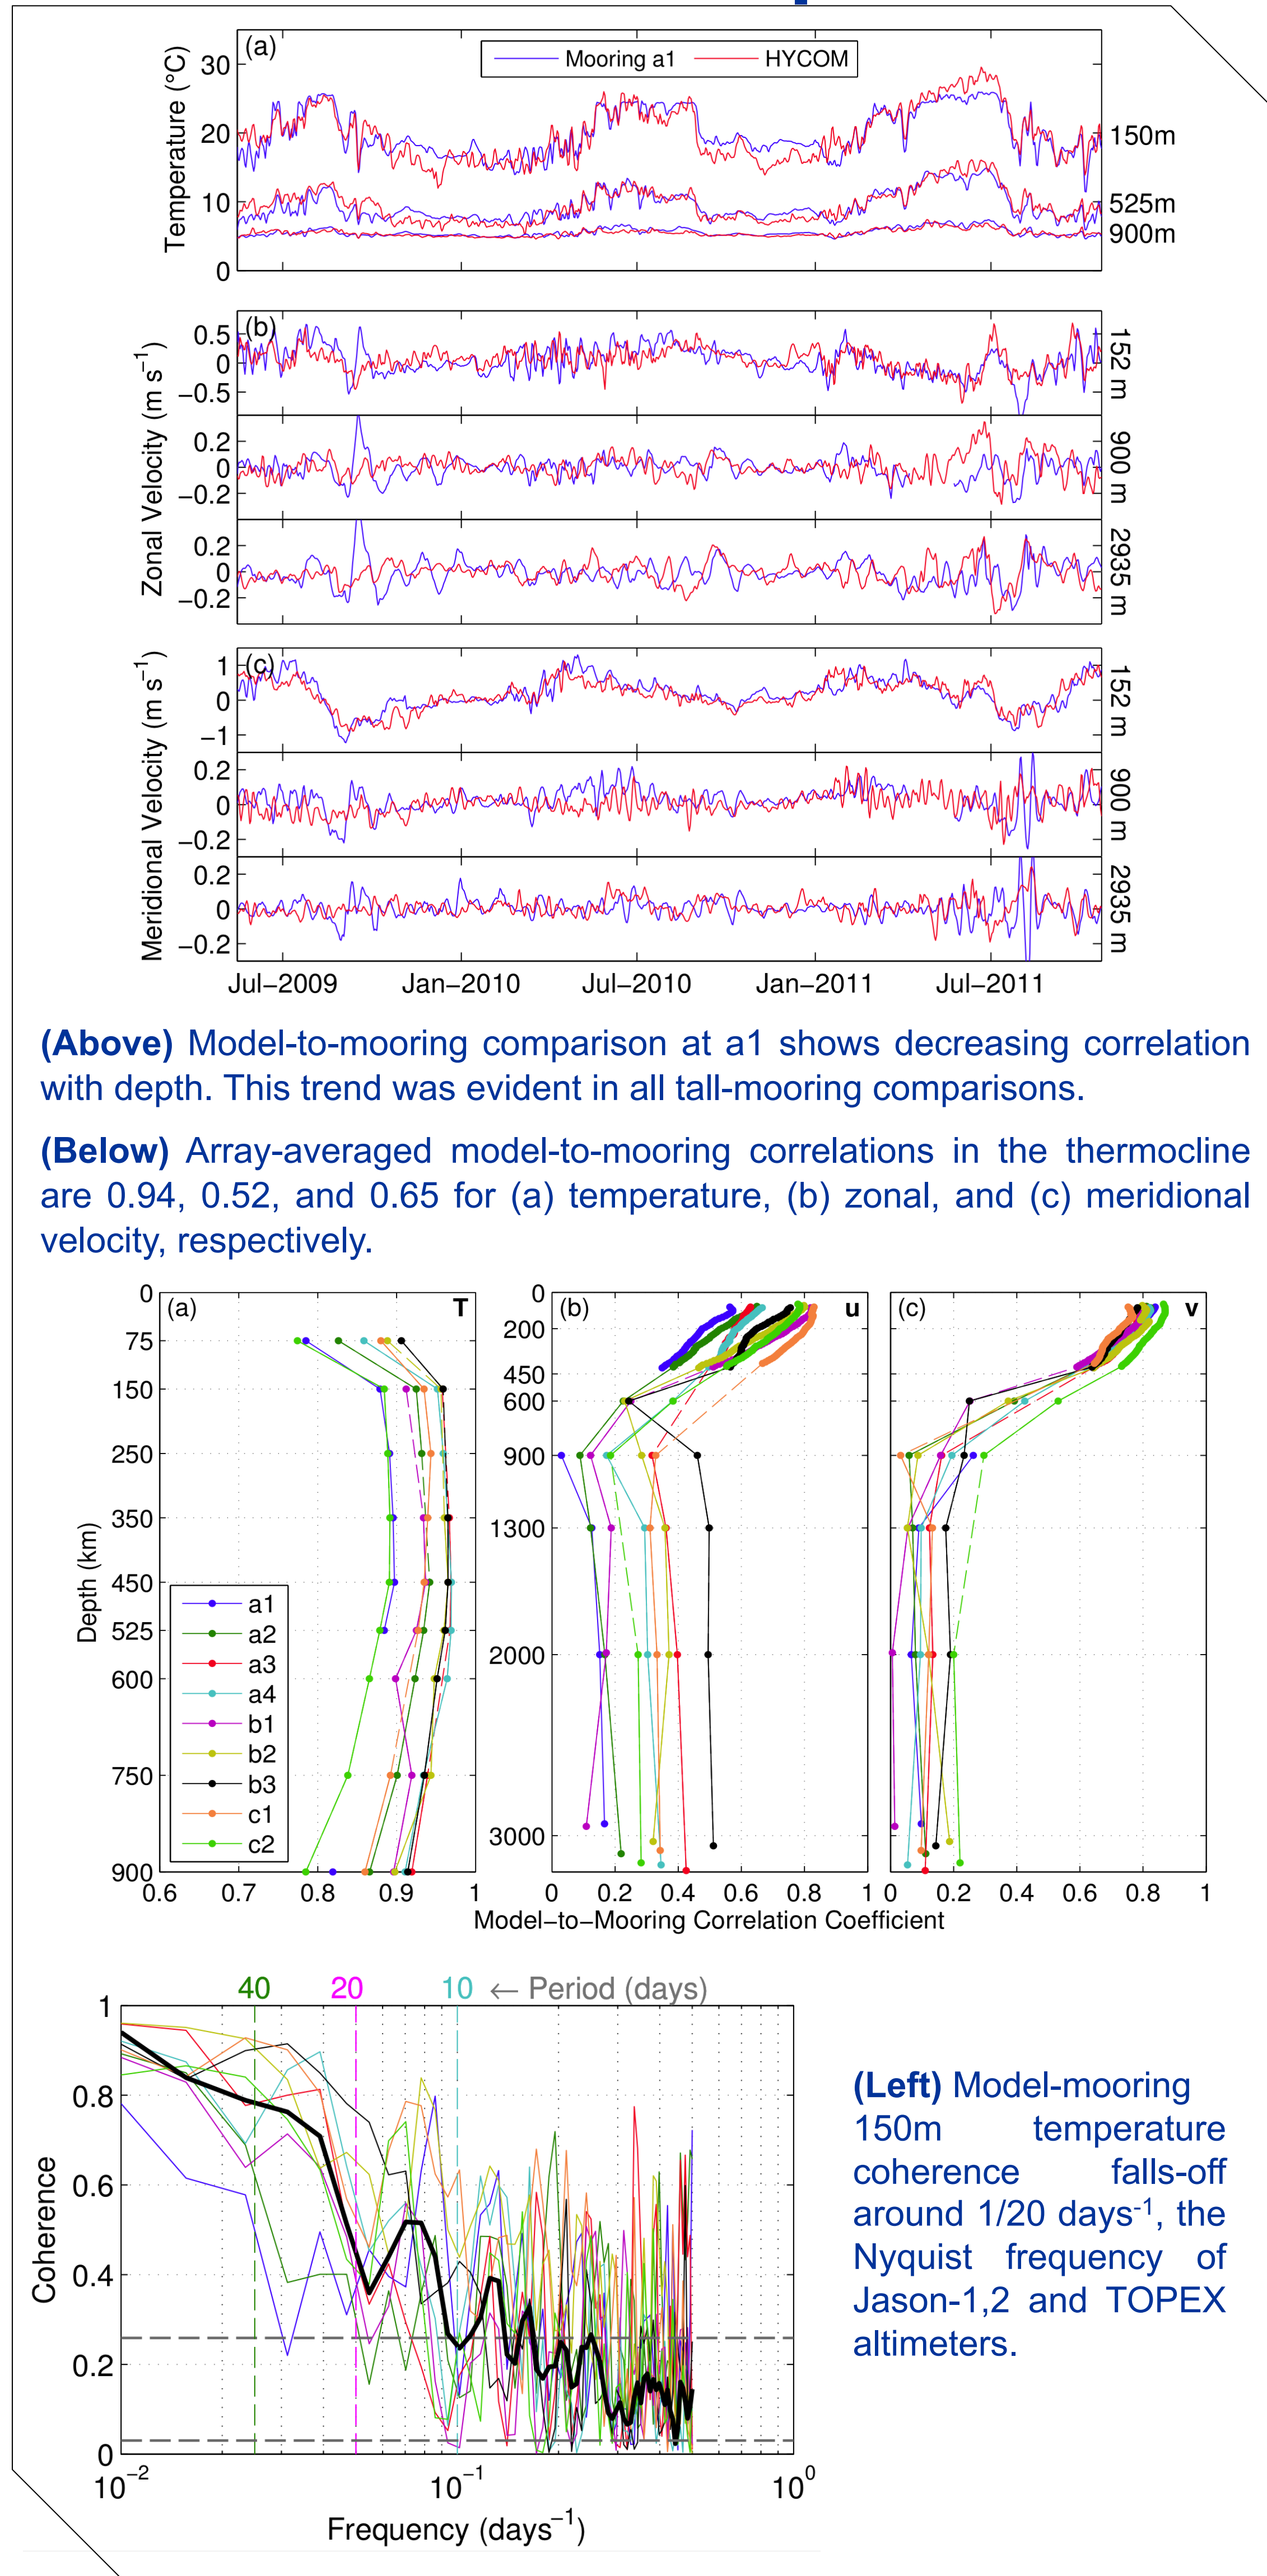 (a)
Mooring a1
HYCOM
Temperature (°C)
30
20
10
0
150m
525m
900m
(b)
Zonal Velocity (m s⁻¹)
0.5
0
−0.5
152 m
0.2
0
−0.2
900 m
0.2
0
−0.2
2935 m
(c)
Meridional Velocity (m s⁻¹)
1
0
−1
152 m
0.2
0
−0.2
900 m
0.2
0
−0.2
2935 m
Jul−2009 Jan−2010 Jul−2010 Jan−2011 Jul−2011
(Above) Model-to-mooring comparison at a1 shows decreasing correlation
with depth. This trend was evident in all tall-mooring comparisons.
(Below) Array-averaged model-to-mooring correlations in the thermocline
are 0.94, 0.52, and 0.65 for (a) temperature, (b) zonal, and (c) meridional
velocity, respectively.
(a) T
Depth (km)
0
75
150
250
350
450
525
600
750
900
a1
a2
a3
a4
b1
b2
b3
c1
c2
0.6 0.7 0.8 0.9 1
(b) u
0
200
450
600
900
1300
2000
3000
0 0.2 0.4 0.6 0.8 1
(c) v
0 0.2 0.4 0.6 0.8 1
Model−to−Mooring Correlation Coefficient
40 20 10 ← Period (days)
Coherence
1
0.8
0.6
0.4
0.2
0
10⁻² 10⁻¹ 10⁰
Frequency (days⁻¹)
(Left) Model-mooring
150m temperature
coherence falls-off
around 1/20 days⁻¹, the
Nyquist frequency of
Jason-1,2 and TOPEX
altimeters.